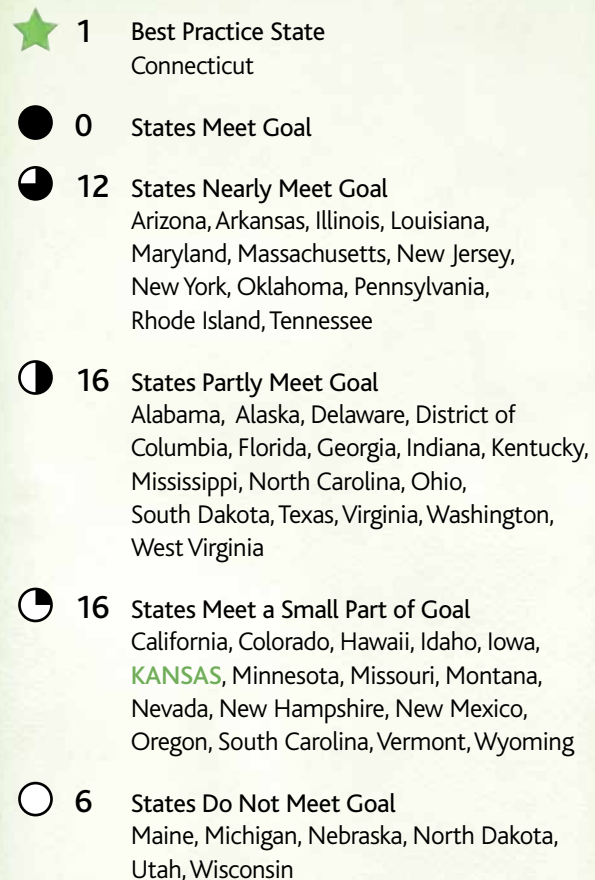 1 Best Practice State
Connecticut
0 States Meet Goal
12 States Nearly Meet Goal
Arizona, Arkansas, Illinois, Louisiana,
Maryland, Massachusetts, New Jersey,
New York, Oklahoma, Pennsylvania,
Rhode Island, Tennessee
16 States Partly Meet Goal
Alabama, Alaska, Delaware, District of
Columbia, Florida, Georgia, Indiana, Kentucky,
Mississippi, North Carolina, Ohio,
South Dakota, Texas, Virginia, Washington,
West Virginia
16 States Meet a Small Part of Goal
California, Colorado, Hawaii, Idaho, Iowa,
KANSAS, Minnesota, Missouri, Montana,
Nevada, New Hampshire, New Mexico,
Oregon, South Carolina, Vermont, Wyoming
6 States Do Not Meet Goal
Maine, Michigan, Nebraska, North Dakota,
Utah, Wisconsin